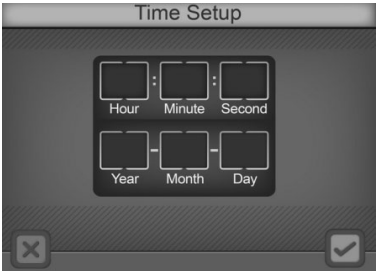 Time Setup
: :
Hour Minute Second
- -
Year Month Day